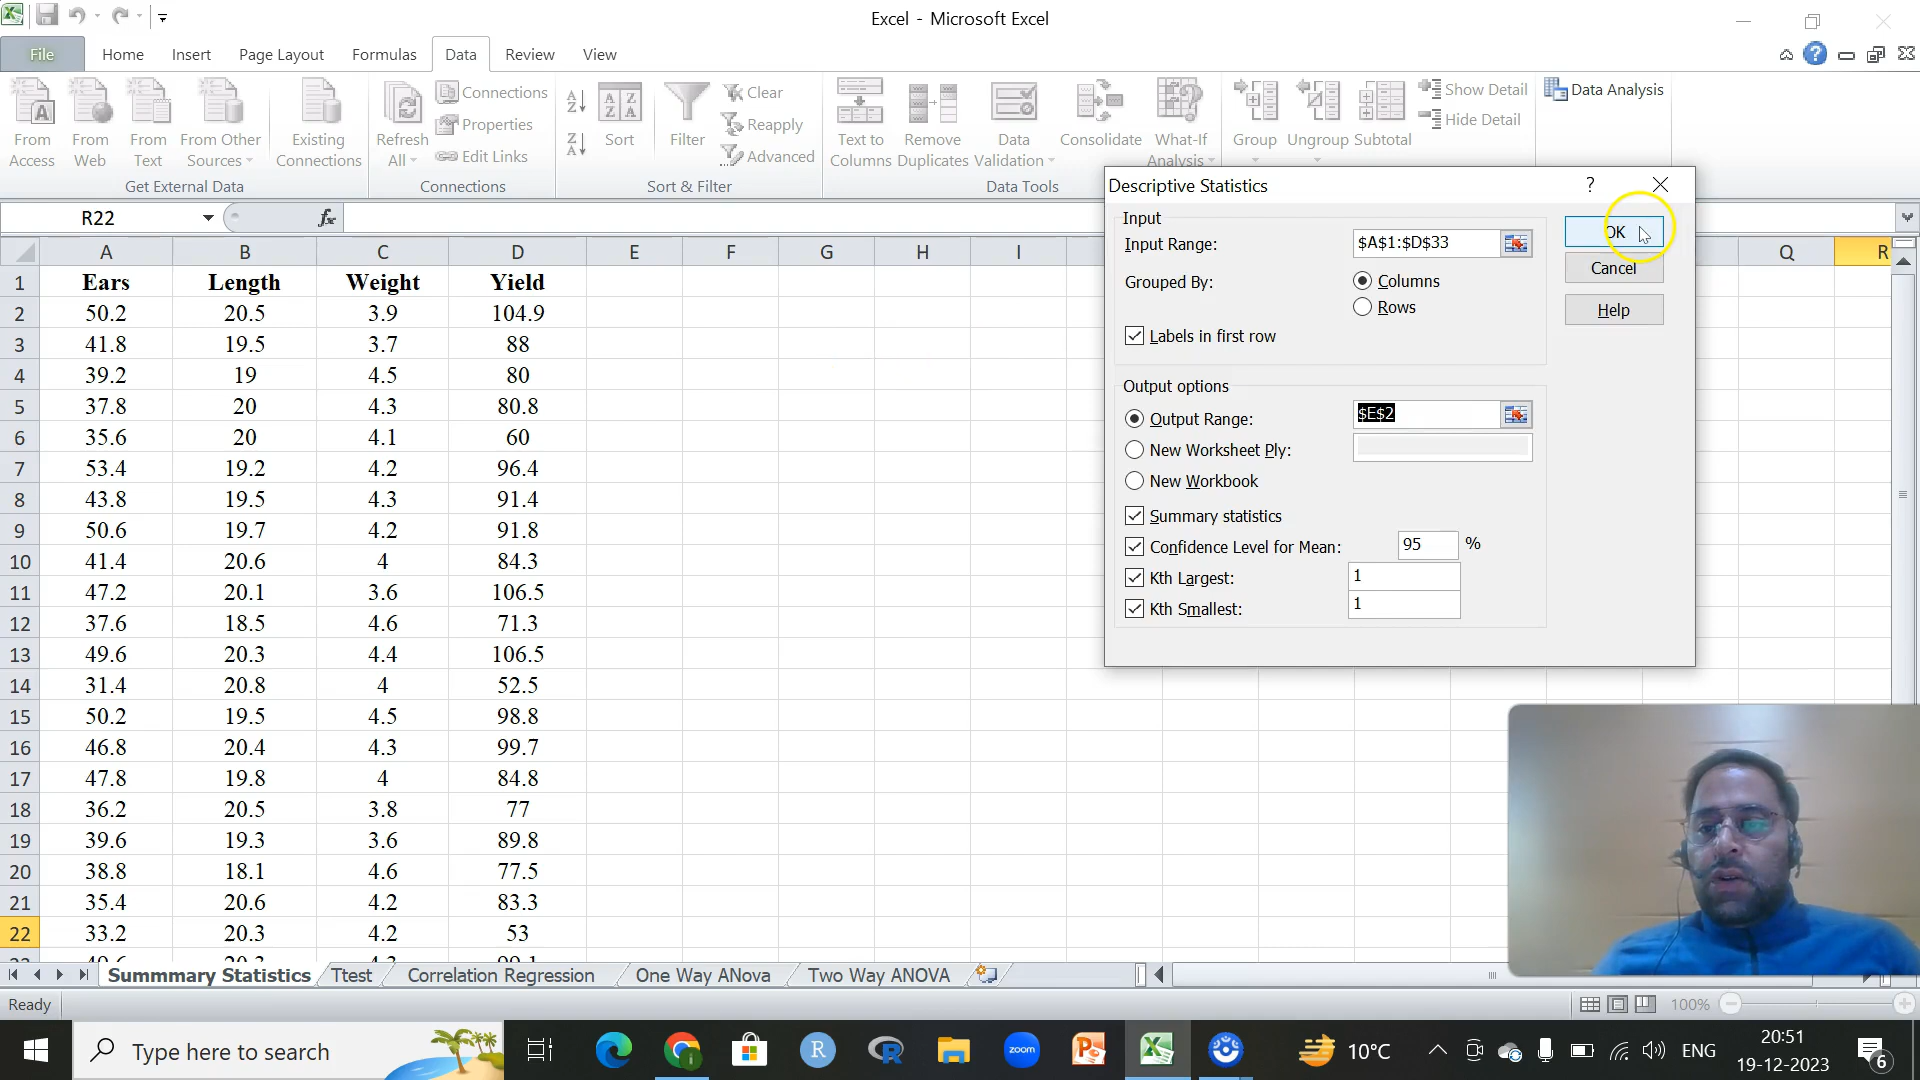 Excel - Microsoft Excel
File Home Insert Page Layout Formulas Data Review View
From Access
From Web
From Text
From Other Sources
Existing Connections
Get External Data
Refresh All
Connections
Properties
Edit Links
Connections
Sort
Filter
Clear
Reapply
Advanced
Sort & Filter
Text to Columns
Remove Duplicates
Data Validation
Consolidate
What-If Analysis
Data Tools
Group
Ungroup
Subtotal
Show Detail
Hide Detail
Data Analysis
R22 fx
A B C D E F G H I Q R
1 Ears Length Weight Yield
2 50.2 20.5 3.9 104.9
3 41.8 19.5 3.7 88
4 39.2 19 4.5 80
5 37.8 20 4.3 80.8
6 35.6 20 4.1 60
7 53.4 19.2 4.2 96.4
8 43.8 19.5 4.3 91.4
9 50.6 19.7 4.2 91.8
10 41.4 20.6 4 84.3
11 47.2 20.1 3.6 106.5
12 37.6 18.5 4.6 71.3
13 49.6 20.3 4.4 106.5
14 31.4 20.8 4 52.5
15 50.2 19.5 4.5 98.8
16 46.8 20.4 4.3 99.7
17 47.8 19.8 4 84.8
18 36.2 20.5 3.8 77
19 39.6 19.3 3.6 89.8
20 38.8 18.1 4.6 77.5
21 35.4 20.6 4.2 83.3
22 33.2 20.3 4.2 53
Descriptive Statistics ?
Input
Input Range: $A$1:$D$33
Grouped By: Columns
Rows
Labels in first row
OK
Cancel
Help
Output options
Output Range: $E$2
New Worksheet Ply:
New Workbook
Summary statistics
Confidence Level for Mean: 95 %
Kth Largest: 1
Kth Smallest: 1
Summmary Statistics Ttest Correlation Regression One Way ANova Two Way ANOVA
Ready 100%
Type here to search
zoom
10°C
ENG
20:51
19-12-2023
6